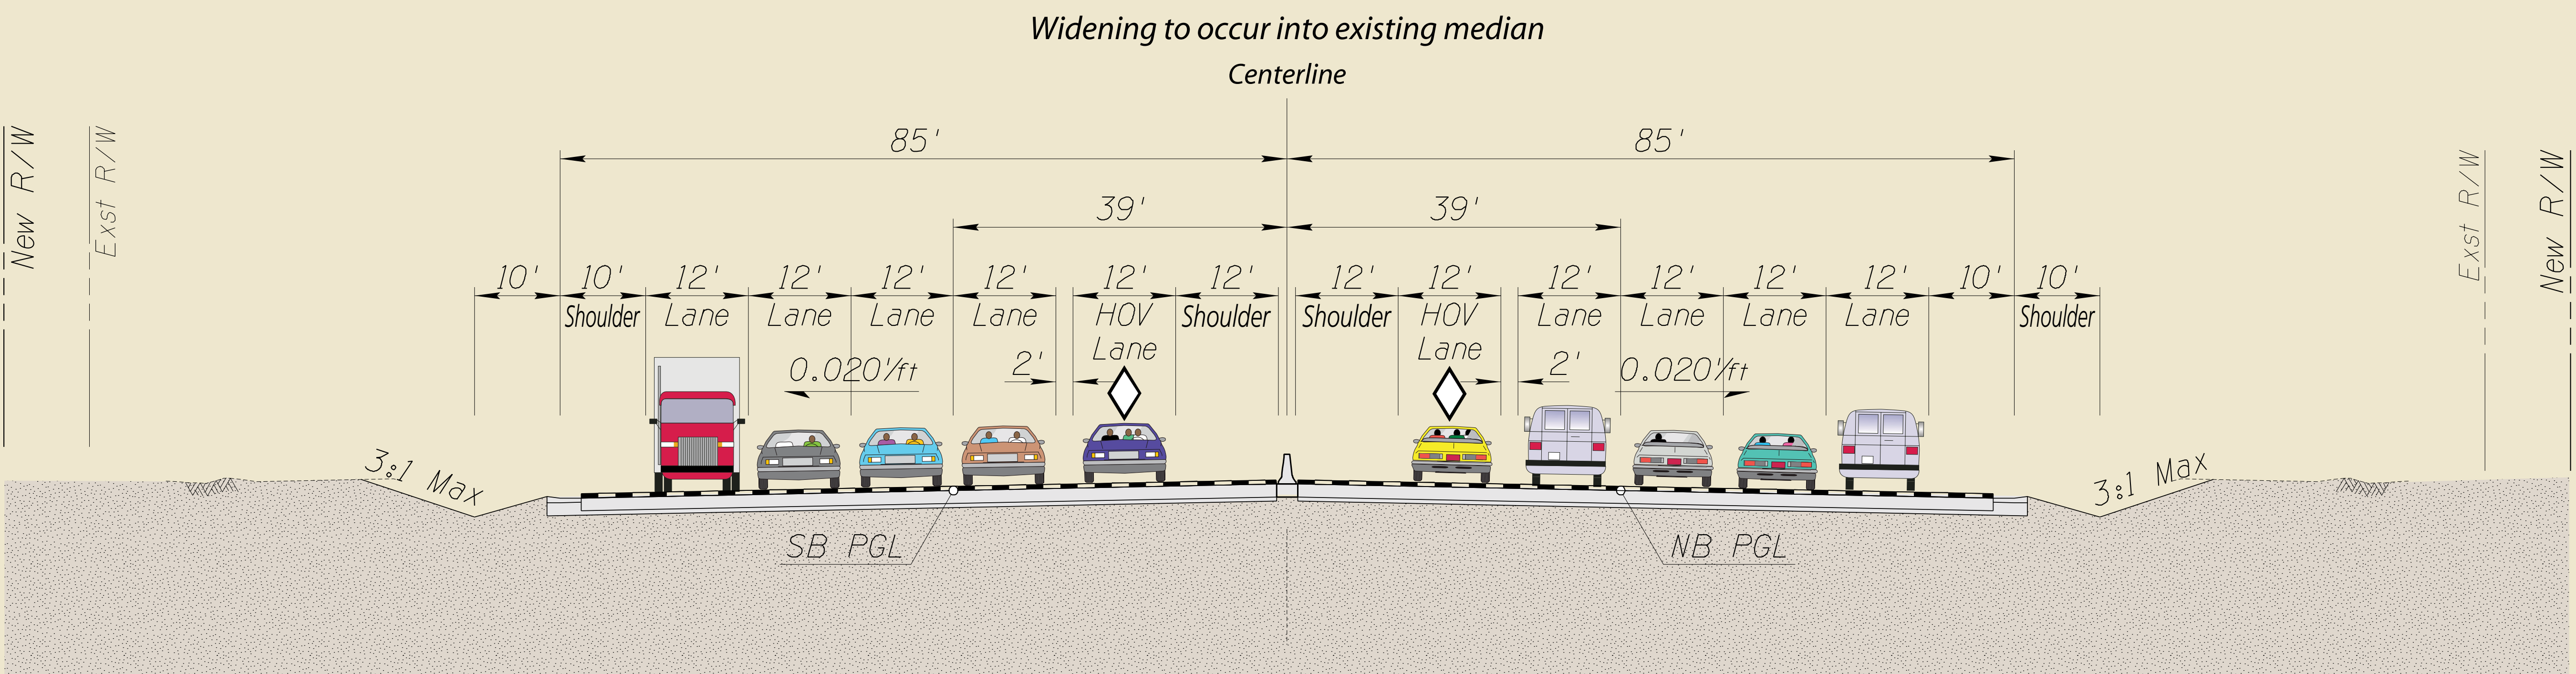 Widening to occur into existing median
Centerline
New R/W
Exst R/W
85'
85'
Exst R/W
New R/W
39'
39'
10'
10'
12'
12'
12'
12'
12'
12'
12'
12'
12'
12'
12'
12'
10'
10'
Shoulder
Lane
Lane
Lane
Lane
HOV
Lane
Shoulder
Shoulder
HOV
Lane
Lane
Lane
Lane
Lane
Shoulder
0.020'/ft
2'
2'
0.020'/ft
3:1 Max
3:1 Max
SB PGL
NB PGL